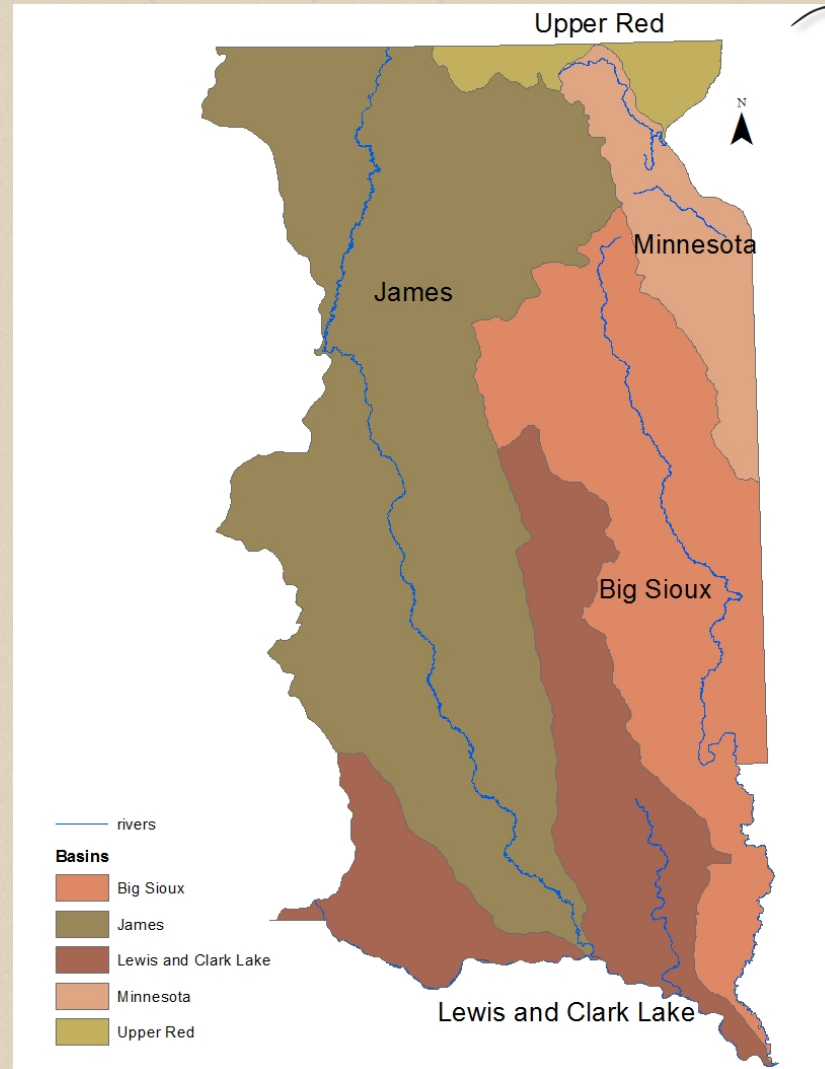 Upper Red
N
Minnesota
James
Big Sioux
rivers
Basins
Big Sioux
James
Lewis and Clark Lake
Minnesota
Upper Red
Lewis and Clark Lake